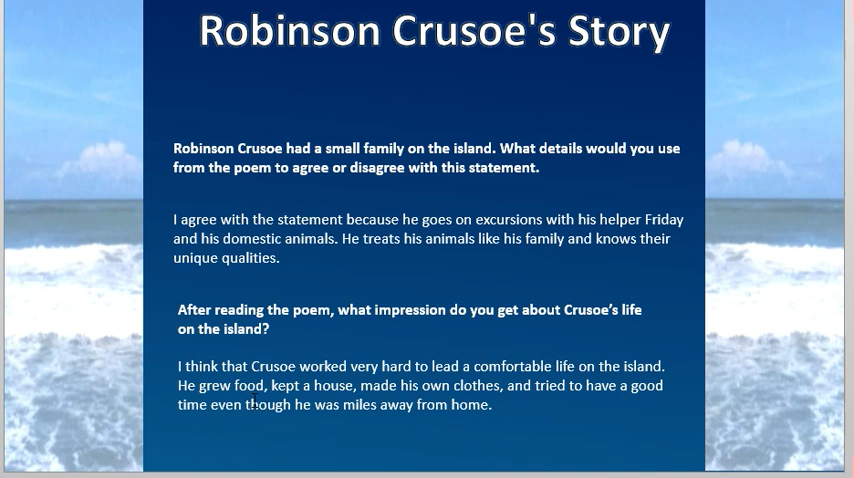 Robinson Crusoe's Story
Robinson Crusoe had a small family on the island. What details would you use
from the poem to agree or disagree with this statement.
I agree with the statement because he goes on excursions with his helper Friday
and his domestic animals. He treats his animals like his family and knows their
unique qualities.
After reading the poem, what impression do you get about Crusoe's life
on the island?
I think that Crusoe worked very hard to lead a comfortable life on the island.
He grew food, kept a house, made his own clothes, and tried to have a good
time even though he was miles away from home.